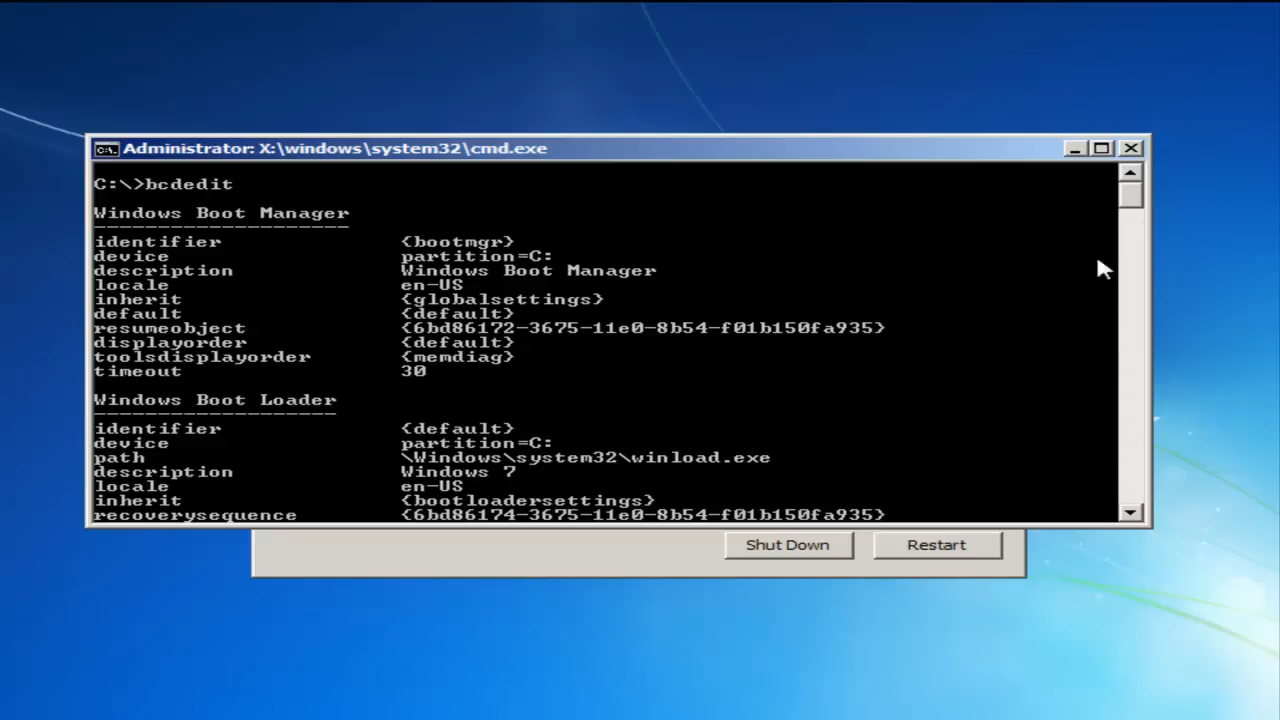 Administrator: X:\windows\system32\cmd.exe
C:\>bcdedit
Windows Boot Manager
--------------------
identifier {bootmgr}
device partition=C:
description Windows Boot Manager
locale en-US
inherit {globalsettings}
default {default}
resumeobject {6bd86172-3675-11e0-8b54-f01b150fa935}
displayorder {default}
toolsdisplayorder {memdiag}
timeout 30
Windows Boot Loader
-------------------
identifier {default}
device partition=C:
path \Windows\system32\winload.exe
description Windows 7
locale en-US
inherit {bootloadersettings}
recoverysequence {6bd86174-3675-11e0-8b54-f01b150fa935}
Shut Down Restart